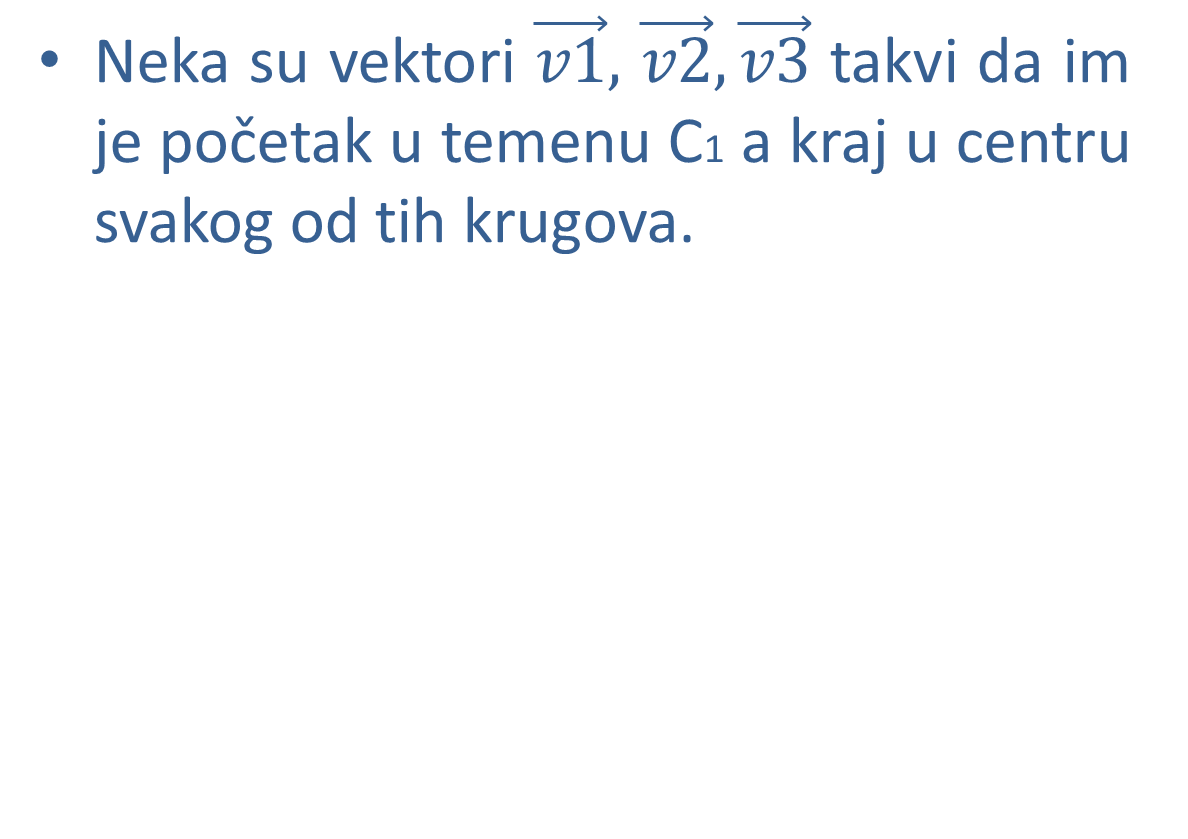 • Neka su vektori v1⃗, v2⃗, v3⃗ takvi da im
je početak u temenu C₁ a kraj u centru
svakog od tih krugova.